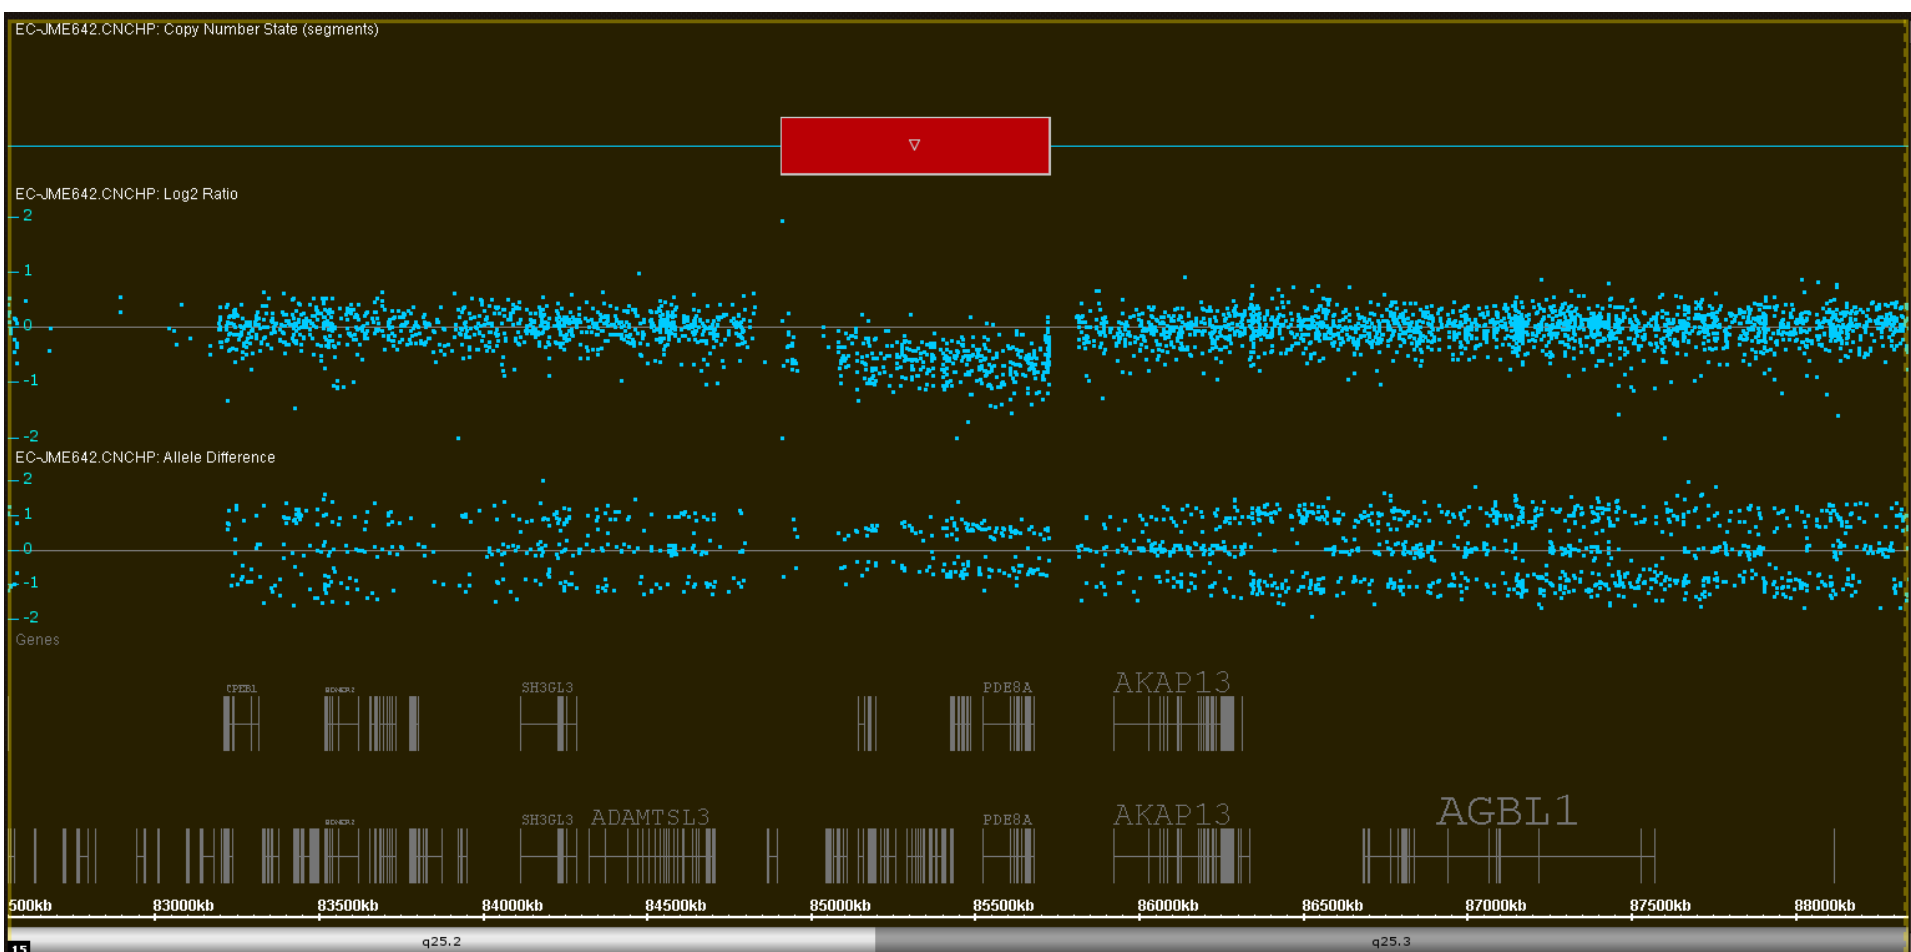 EC-JME642.CNCHP: Copy Number State (segments)
EC-JME642.CNCHP: Log2 Ratio
2
1
0
-1
-2
EC-JME642.CNCHP: Allele Difference
2
1
0
-1
-2
Genes
CPEB1 SH3GL3 PDE8A AKAP13
SH3GL3 ADAMTSL3 PDE8A AKAP13 AGBL1
500kb 83000kb 83500kb 84000kb 84500kb 85000kb 85500kb 86000kb 86500kb 87000kb 87500kb 88000kb
15 q25.2 q25.3